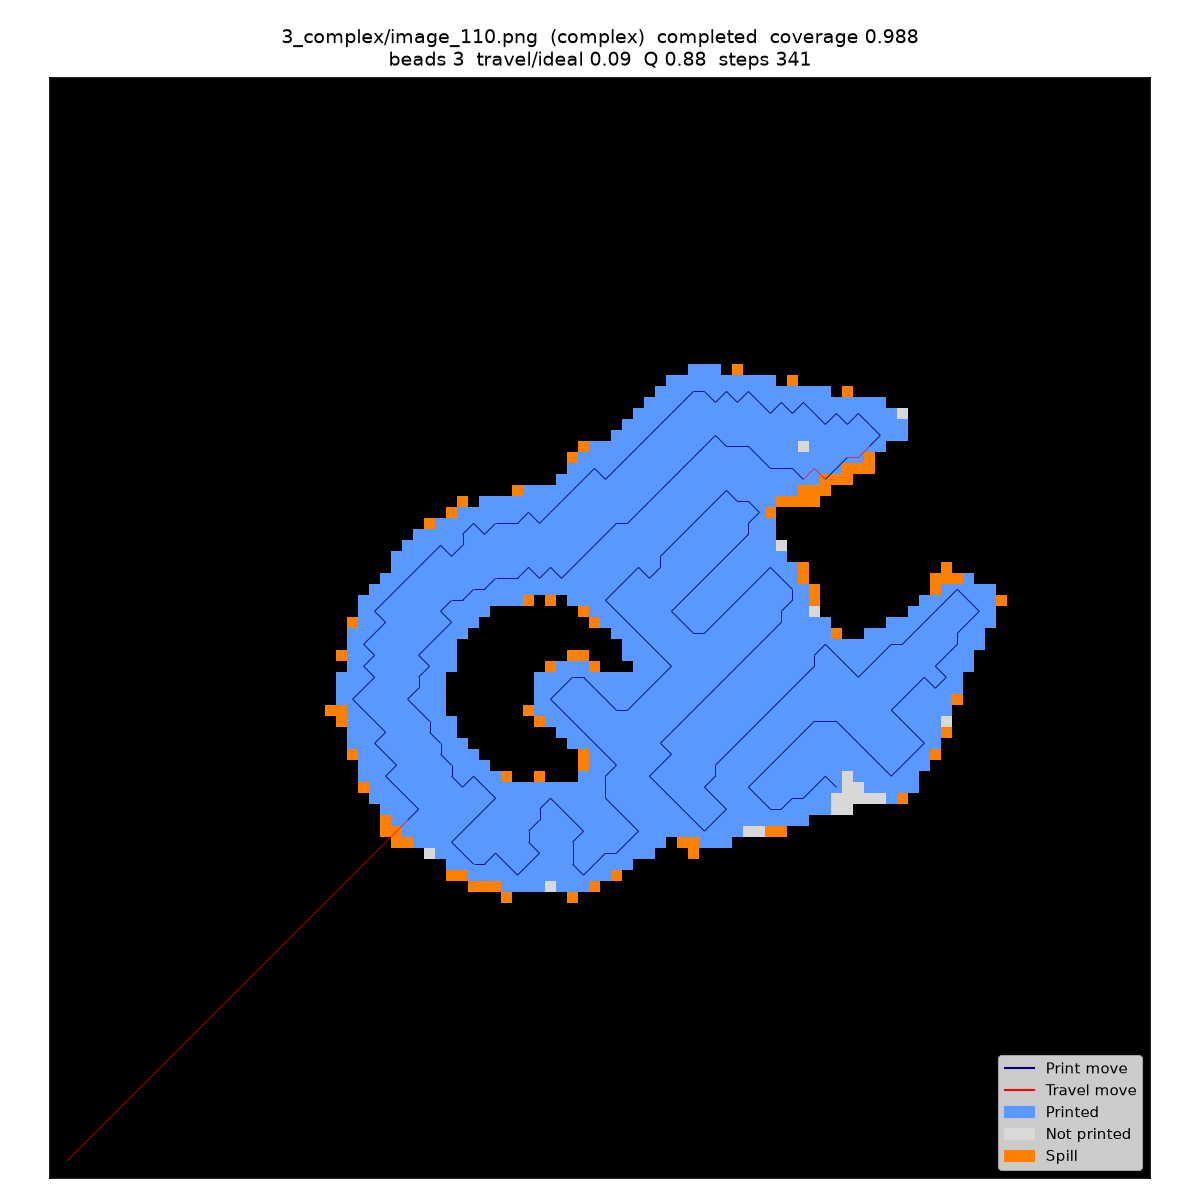 3_complex/image_110.png  (complex)  completed  coverage 0.988
beads 3  travel/ideal 0.09  Q 0.88  steps 341
Print move
Travel move
Printed
Not printed
Spill